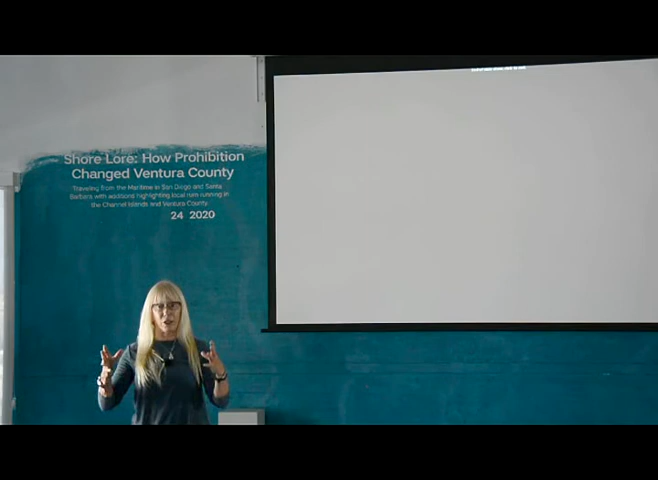 Shore Lore: How Prohibition
Changed Ventura County
Traveling from the Maritime in San Diego and Santa
Barbara with additions highlighting local rum running in
the Channel Islands and Ventura County.
24 2020